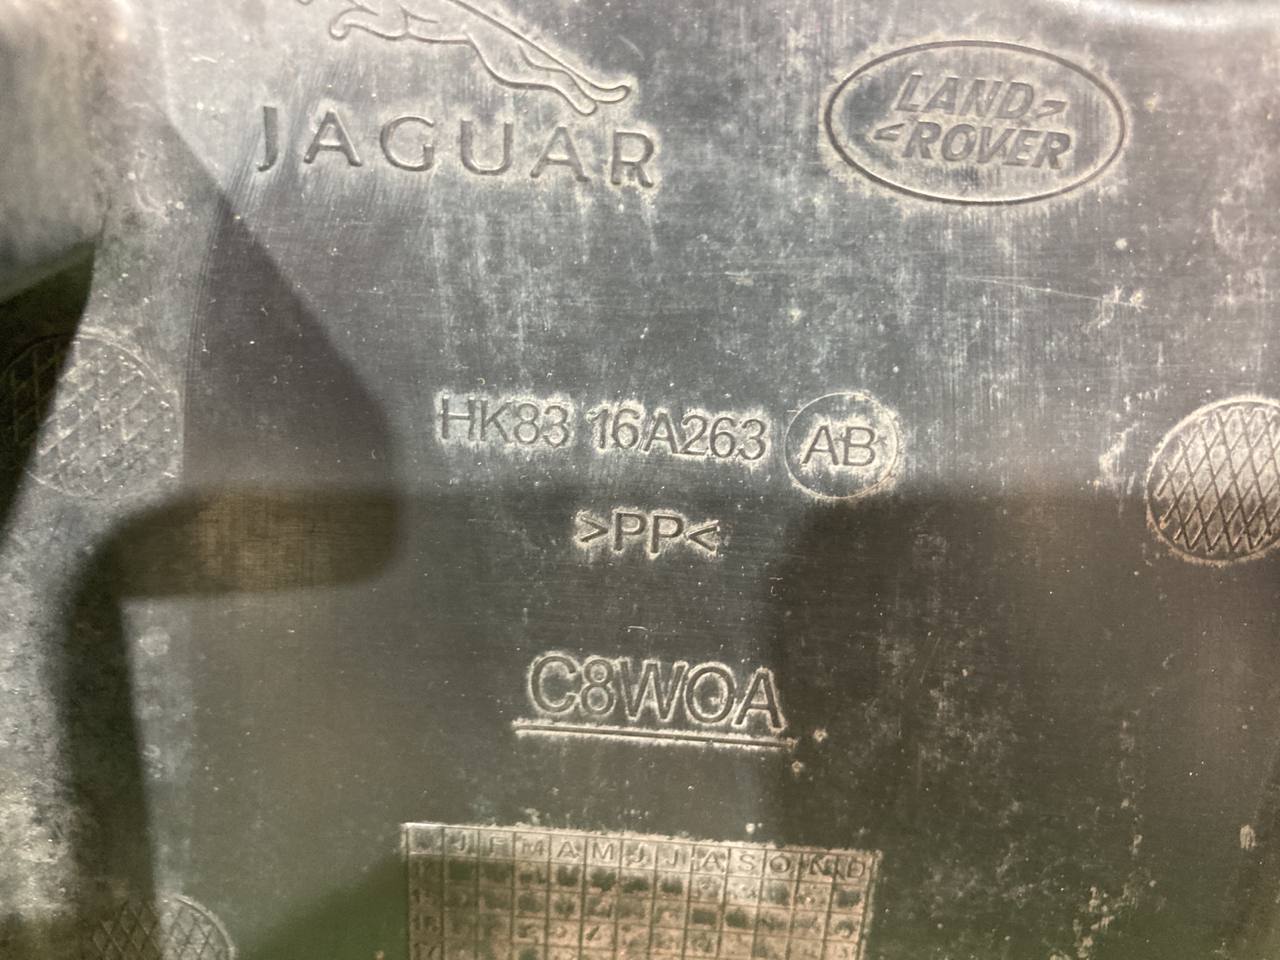 JAGUAR
LAND
ROVER
HK83 16A263 AB
>PP<
C8W0A
J F M A M J J A S O N D